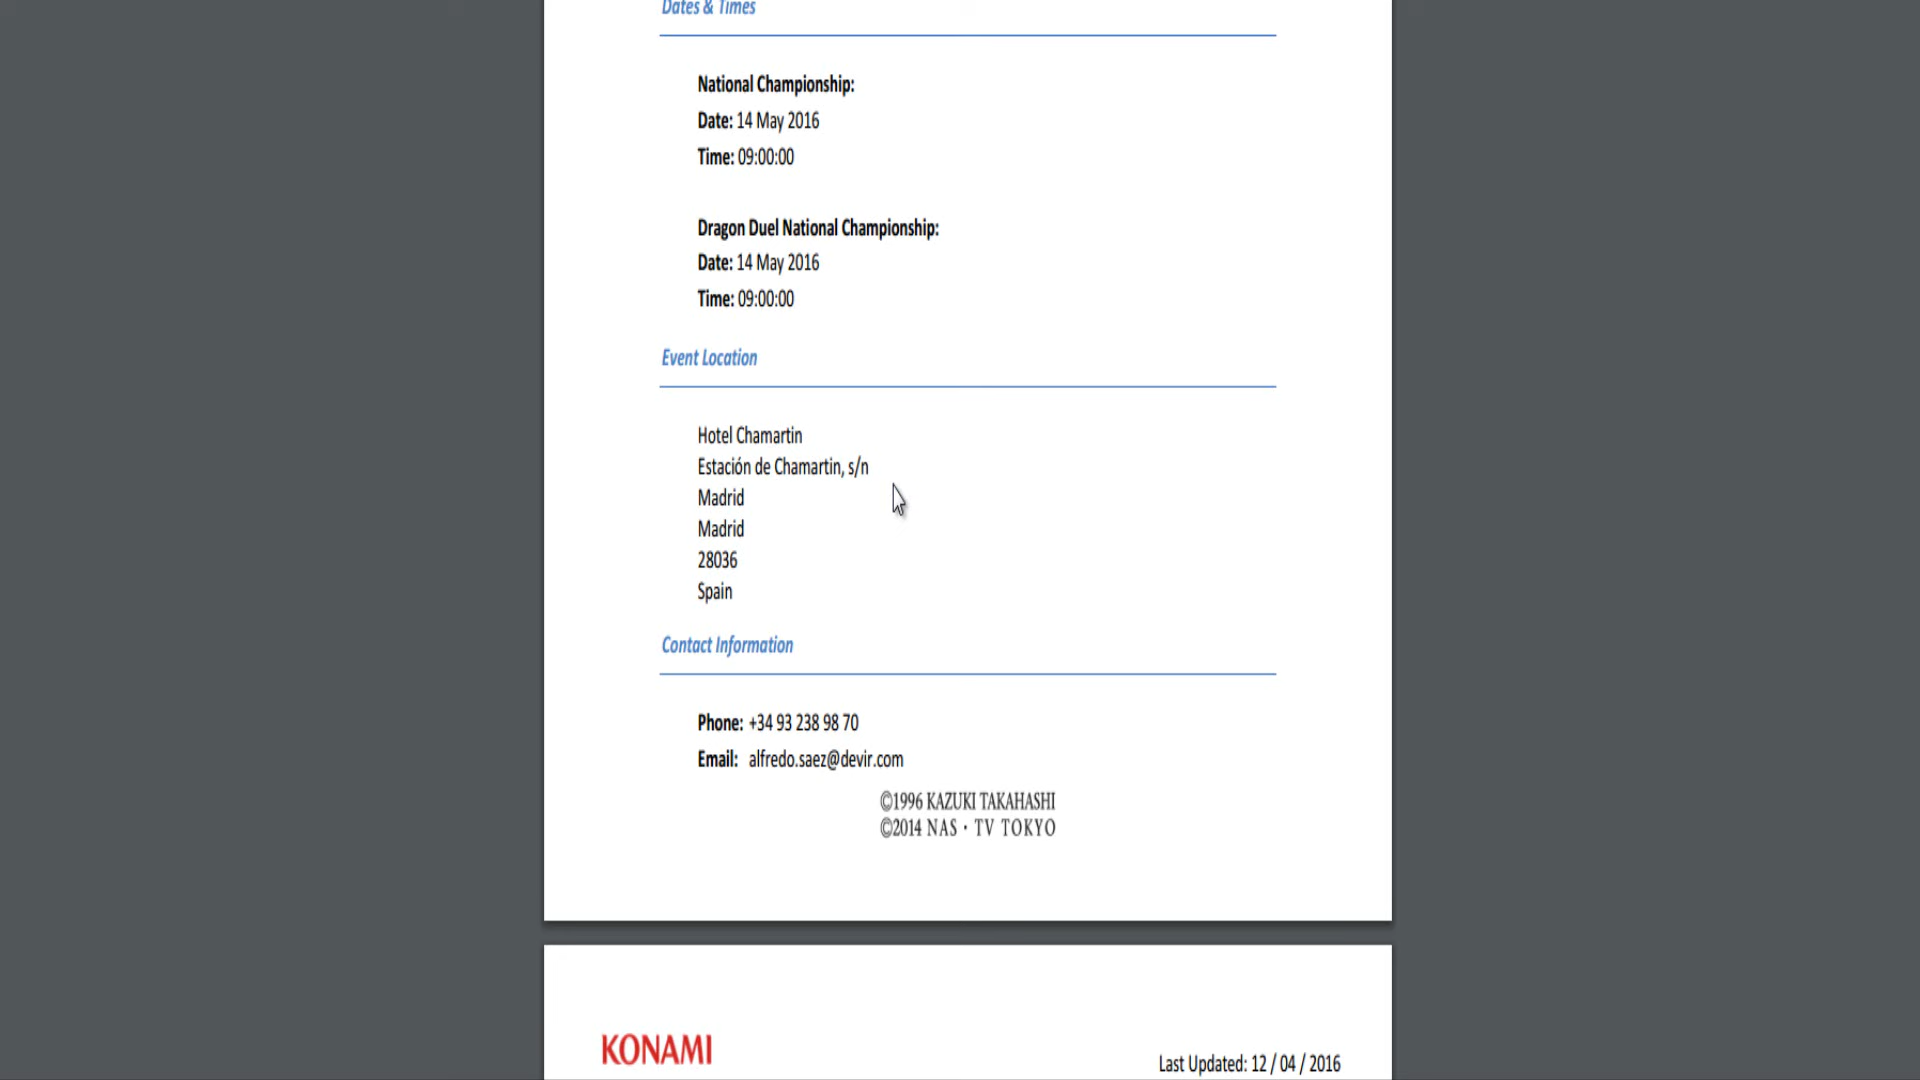 Dates & Times
National Championship:
Date: 14 May 2016
Time: 09:00:00
Dragon Duel National Championship:
Date: 14 May 2016
Time: 09:00:00
Event Location
Hotel Chamartin
Estación de Chamartin, s/n
Madrid
Madrid
28036
Spain
Contact Information
Phone: +34 93 238 98 70
Email: alfredo.saez@devir.com
©1996 KAZUKI TAKAHASHI
©2014 NAS・TV TOKYO
KONAMI
Last Updated: 12 / 04 / 2016